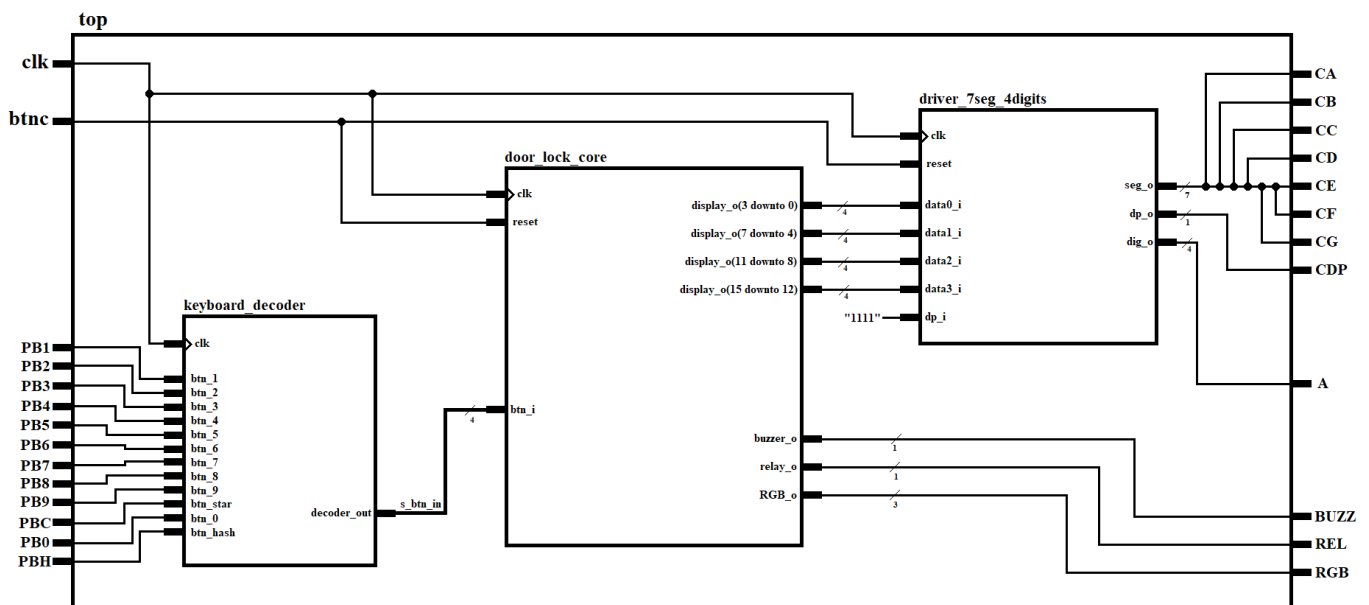 top
clk
btnc
PB1
PB2
PB3
PB4
PB5
PB6
PB7
PB8
PB9
PBC
PB0
PBH
keyboard_decoder
clk
btn_1
btn_2
btn_3
btn_4
btn_5
btn_6
btn_7
btn_8
btn_9
btn_star
btn_0
btn_hash
decoder_out
s_btn_in
4
door_lock_core
clk
reset
btn_i
display_o(3 downto 0)
display_o(7 downto 4)
display_o(11 downto 8)
display_o(15 downto 12)
buzzer_o
relay_o
RGB_o
4
4
4
4
1
1
3
"1111"
driver_7seg_4digits
clk
reset
data0_i
data1_i
data2_i
data3_i
dp_i
seg_o
dp_o
dig_o
7
1
4
CA
CB
CC
CD
CE
CF
CG
CDP
A
BUZZ
REL
RGB